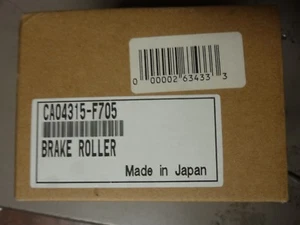 0 00002 63433 3
CA04315-F705
BRAKE ROLLER
Made in Japan